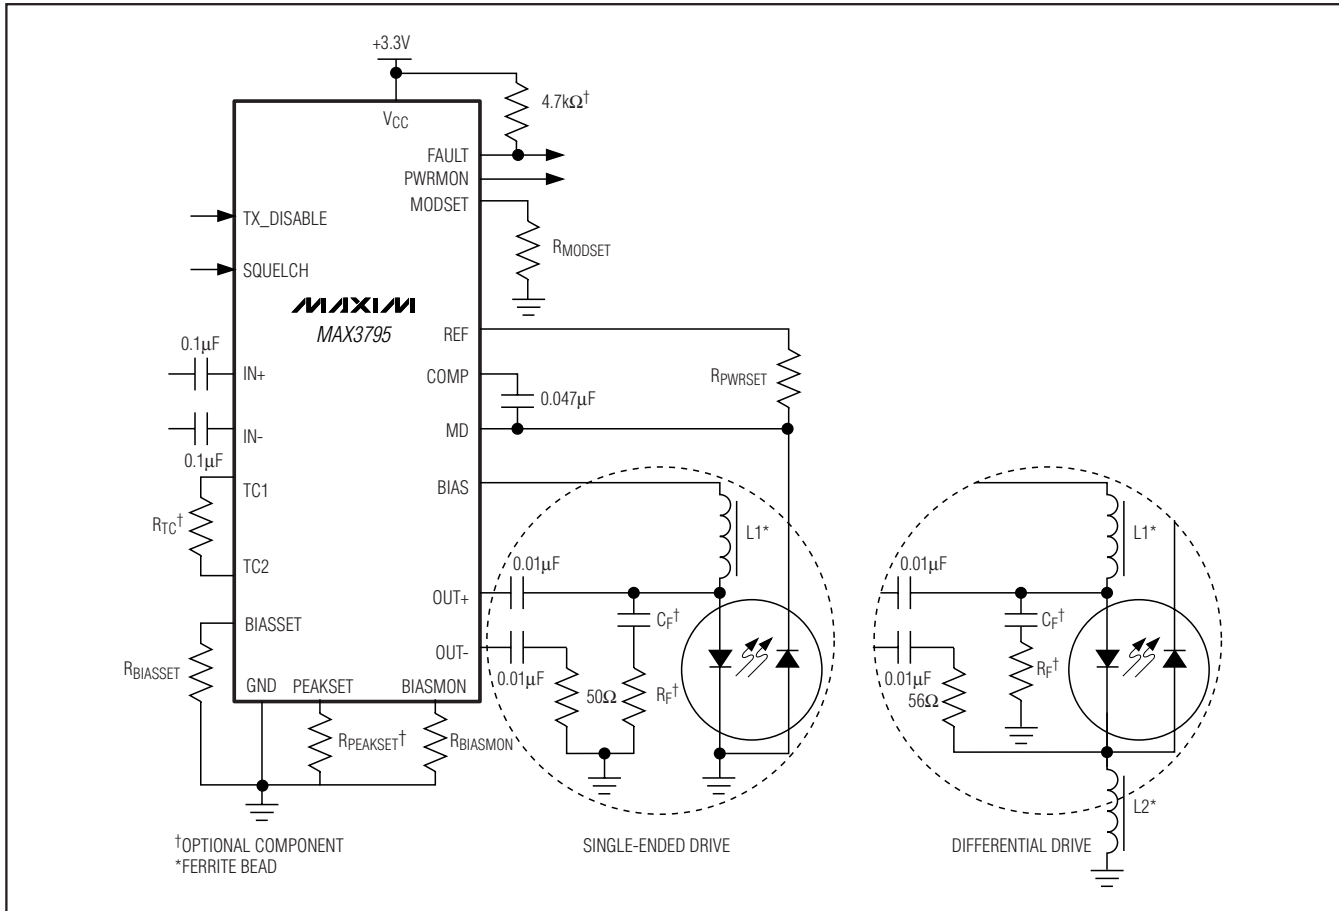 +3.3V
4.7kΩ†
VCC
FAULT
PWRMON
MODSET
TX_DISABLE
RMODSET
SQUELCH
MAXIM
MAX3795
REF
0.1µF
IN+
COMP
RPWRSET
0.047µF
IN-
MD
0.1µF
TC1
BIAS
RTC†
L1*
L1*
TC2
0.01µF
0.01µF
OUT+
CF†
CF†
BIASSET
OUT-
RBIASSET
0.01µF
50Ω
RF†
0.01µF
56Ω
RF†
GND
PEAKSET
BIASMON
RPEAKSET†
RBIASMON
L2*
†OPTIONAL COMPONENT
*FERRITE BEAD
SINGLE-ENDED DRIVE
DIFFERENTIAL DRIVE